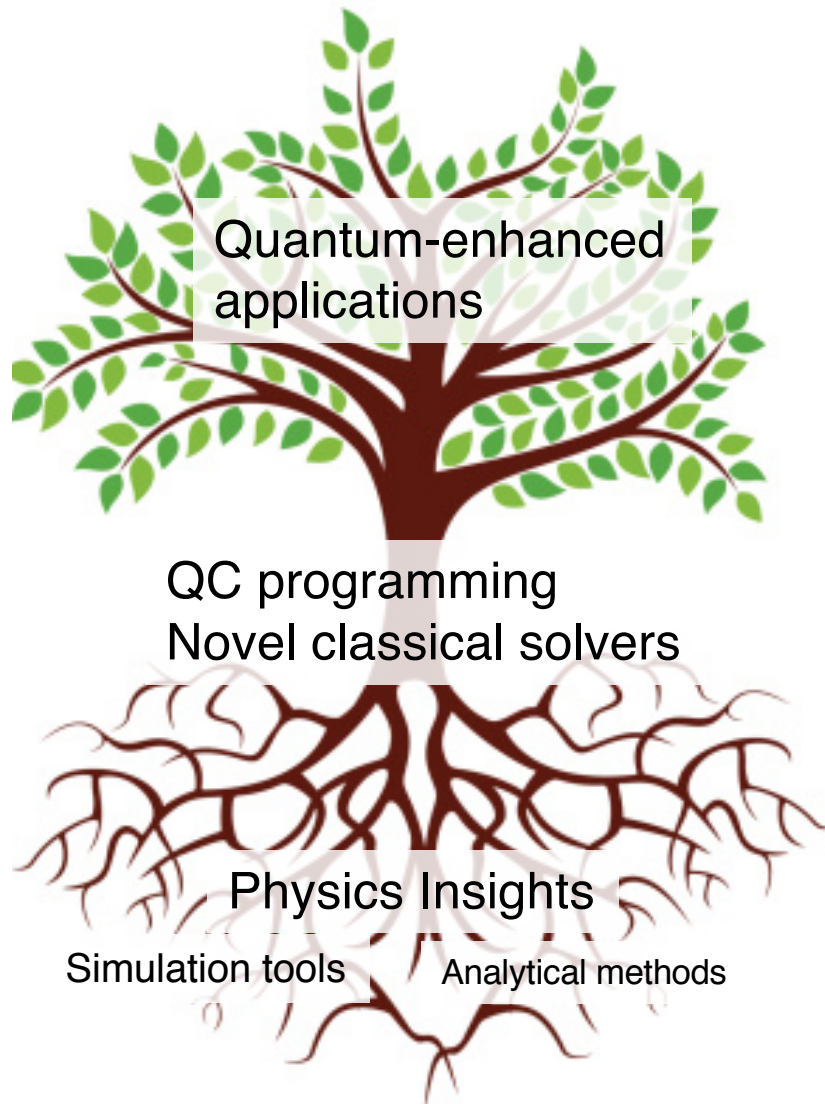 Quantum-enhanced
applications
QC programming
Novel classical solvers
Physics Insights
Simulation tools
Analytical methods